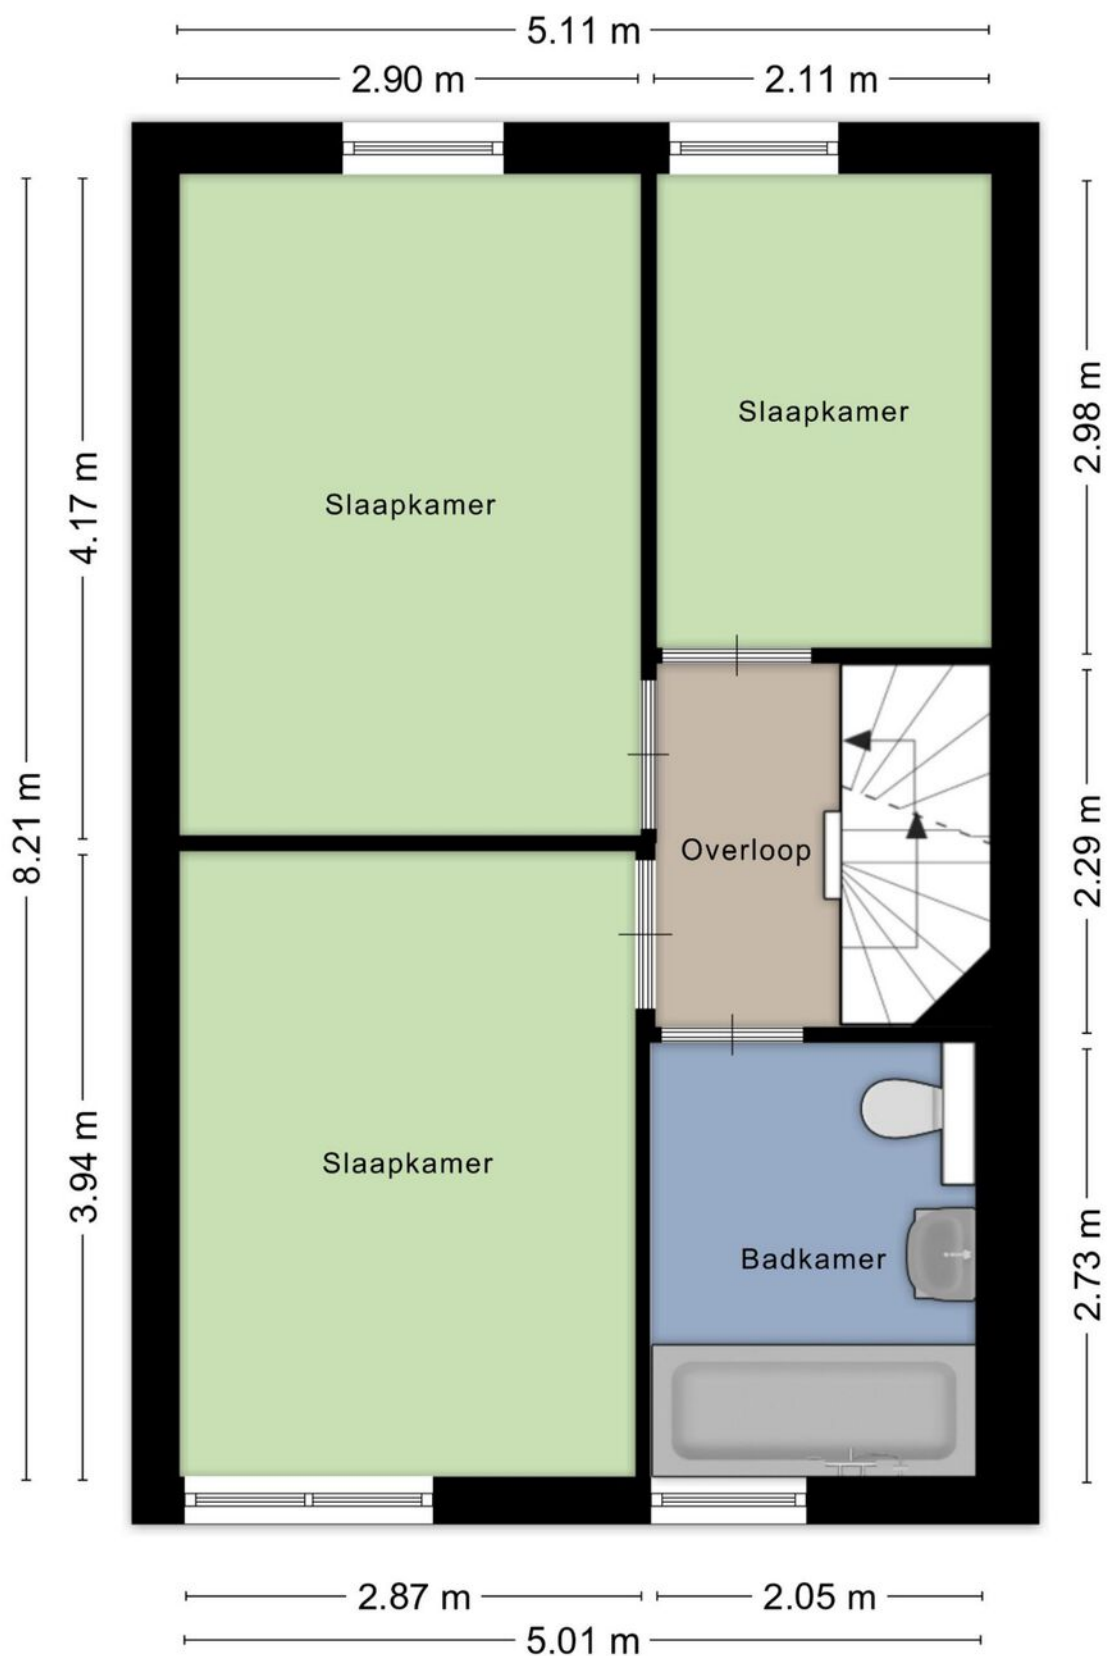 5.11 m
2.90 m
2.11 m
Slaapkamer
2.98 m
Slaapkamer
4.17 m
8.21 m
Overloop
2.29 m
Slaapkamer
3.94 m
Badkamer
2.73 m
2.87 m
2.05 m
5.01 m